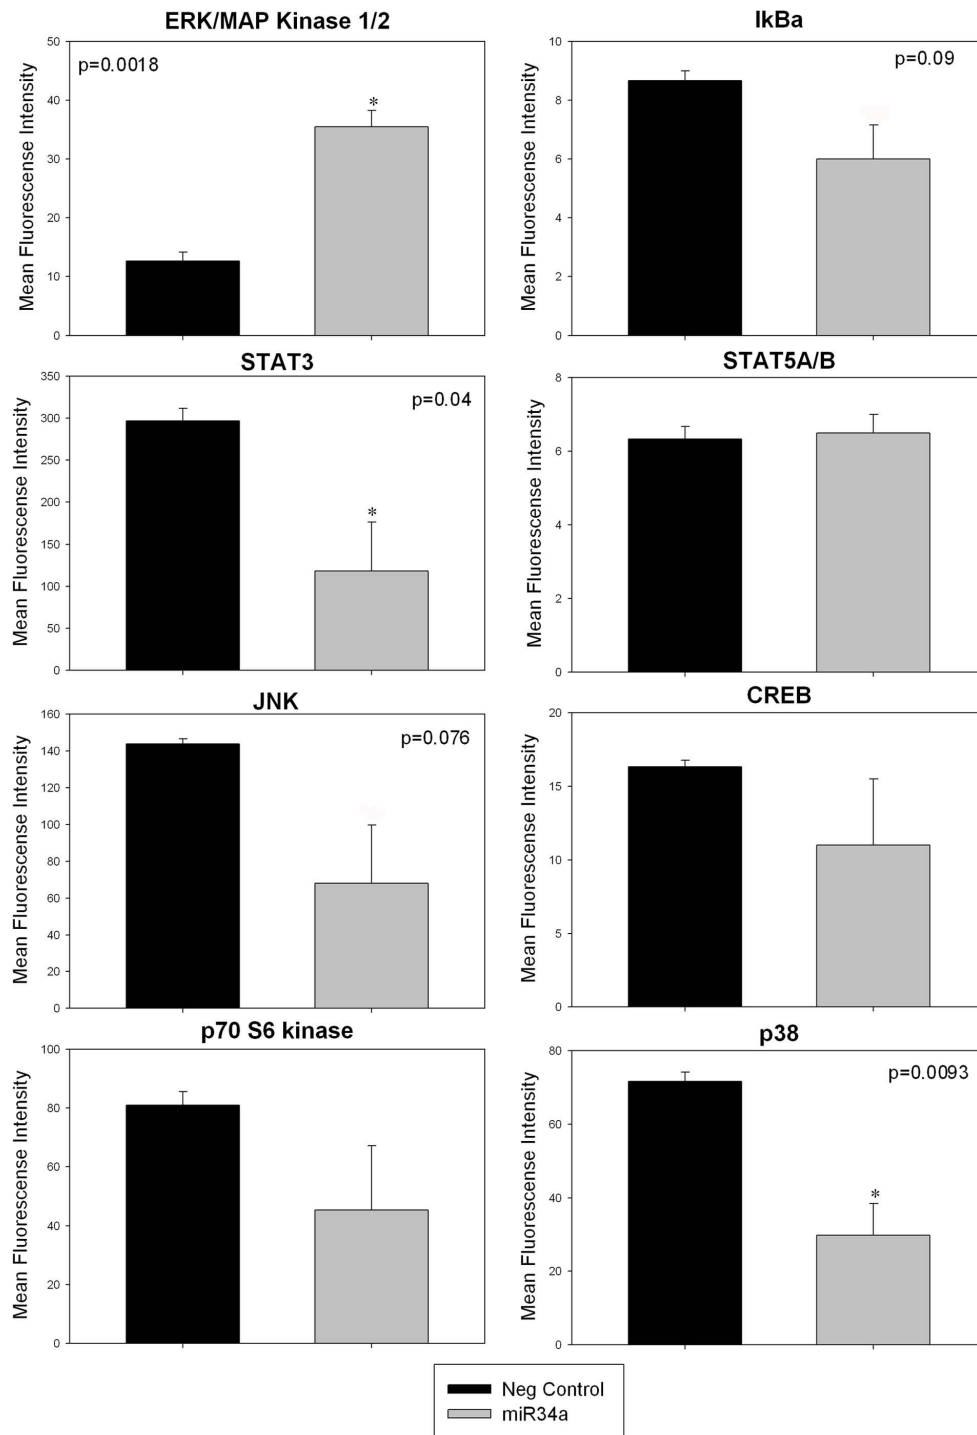 ERK/MAP Kinase 1/2
Mean Fluorescense Intensity
50
40
30
20
10
0
p=0.0018
*
IkBa
Mean Fluorescense Intensity
10
8
6
4
2
0
p=0.09
STAT3
Mean Fluorescense Intensity
350
300
250
200
150
100
50
0
p=0.04
*
STAT5A/B
Mean Fluorescense Intensity
8
6
4
2
0
JNK
Mean Fluorescense Intensity
160
140
120
100
80
60
40
20
0
p=0.076
CREB
Mean Fluorescense Intensity
20
15
10
5
0
p70 S6 kinase
Mean Fluorescense Intensity
100
80
60
40
20
0
p38
Mean Fluorescense Intensity
80
60
40
20
0
p=0.0093
*
Neg Control
miR34a